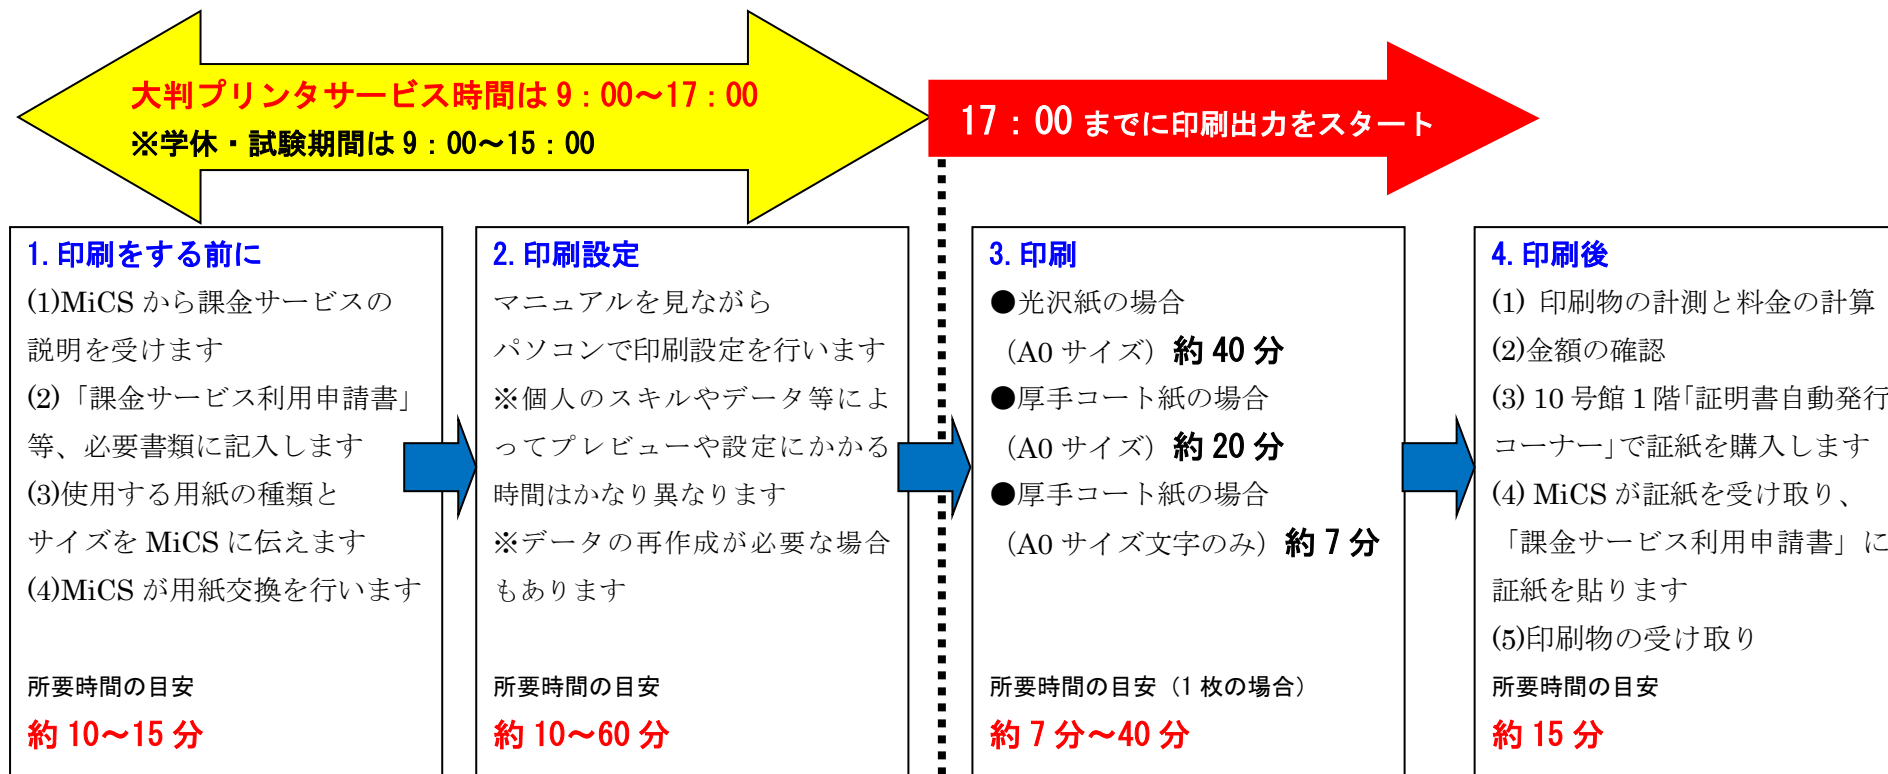 大判プリンタサービス時間は 9：00～17：00
※学休・試験期間は 9：00～15：00
17：00 までに印刷出力をスタート
1. 印刷をする前に
(1)MiCS から課金サービスの
説明を受けます
(2)「課金サービス利用申請書」
等、必要書類に記入します
(3)使用する用紙の種類と
サイズを MiCS に伝えます
(4)MiCS が用紙交換を行います
所要時間の目安
約 10～15 分
2. 印刷設定
マニュアルを見ながら
パソコンで印刷設定を行います
※個人のスキルやデータ等によ
ってプレビューや設定にかかる
時間はかなり異なります
※データの再作成が必要な場合
もあります
所要時間の目安
約 10～60 分
3. 印刷
●光沢紙の場合
（A0 サイズ）約 40 分
●厚手コート紙の場合
（A0 サイズ）約 20 分
●厚手コート紙の場合
（A0 サイズ文字のみ）約 7 分
所要時間の目安（1 枚の場合）
約 7 分～40 分
4. 印刷後
(1) 印刷物の計測と料金の計算
(2)金額の確認
(3) 10 号館 1 階「証明書自動発行
コーナー」で証紙を購入します
(4) MiCS が証紙を受け取り、
「課金サービス利用申請書」に
証紙を貼ります
(5)印刷物の受け取り
所要時間の目安
約 15 分